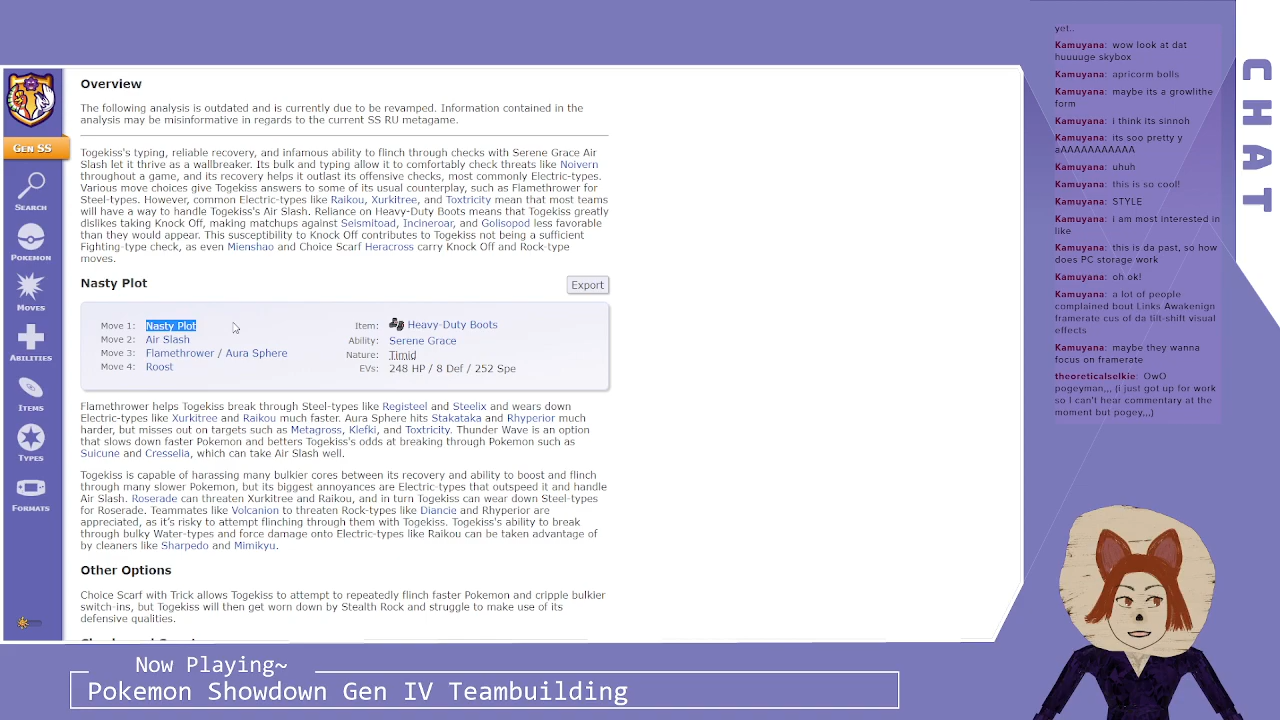 Overview
The following analysis is outdated and is currently due to be revamped. Information contained in the
analysis may be misinformative in regards to the current SS RU metagame.
Togekiss's typing, reliable recovery, and infamous ability to flinch through checks with Serene Grace Air
Slash let it thrive as a wallbreaker. Its bulk and typing allow it to comfortably check threats like Noivern
throughout a game, and its recovery helps it outlast its offensive checks, most commonly Electric-types.
Various move choices give Togekiss answers to some of its usual counterplay, such as Flamethrower for
Steel-types. However, common Electric-types like Raikou, Xurkitree, and Toxtricity mean that most teams
will have a way to handle Togekiss's Air Slash. Reliance on Heavy-Duty Boots means that Togekiss greatly
dislikes taking Knock Off, making matchups against Seismitoad, Incineroar, and Golisopod less favorable
than they would appear. This susceptibility to Knock Off contributes to Togekiss not being a sufficient
Fighting-type check, as even Mienshao and Choice Scarf Heracross carry Knock Off and Rock-type
moves.
Nasty Plot
Export
Move 1: Nasty Plot
Move 2: Air Slash
Move 3: Flamethrower / Aura Sphere
Move 4: Roost
Item: Heavy-Duty Boots
Ability: Serene Grace
Nature: Timid
EVs: 248 HP / 8 Def / 252 Spe
Flamethrower helps Togekiss break through Steel-types like Registeel and Steelix and wears down
Electric-types like Xurkitree and Raikou much faster. Aura Sphere hits Stakataka and Rhyperior much
harder, but misses out on targets such as Metagross, Klefki, and Toxtricity. Thunder Wave is an option
that slows down faster Pokemon and betters Togekiss's odds at breaking through Pokemon such as
Suicune and Cresselia, which can take Air Slash well.
Togekiss is capable of harassing many bulkier cores between its recovery and ability to boost and flinch
through many slower Pokemon, but its biggest annoyances are Electric-types that outspeed it and handle
Air Slash. Roserade can threaten Xurkitree and Raikou, and in turn Togekiss can wear down Steel-types
for Roserade. Teammates like Volcanion to threaten Rock-types like Diancie and Rhyperior are
appreciated, as it's risky to attempt flinching through them with Togekiss. Togekiss's ability to break
through bulky Water-types and force damage onto Electric-types like Raikou can be taken advantage of
by cleaners like Sharpedo and Mimikyu.
Other Options
Choice Scarf with Trick allows Togekiss to attempt to repeatedly flinch faster Pokemon and cripple bulkier
switch-ins, but Togekiss will then get worn down by Stealth Rock and struggle to make use of its
defensive qualities.
GEN SS
SEARCH
POKEMON
MOVES
ABILITIES
ITEMS
TYPES
FORMATS
yet..
Kamuyana: wow look at dat
huuuuge skybox
Kamuyana: apricorm bolls
Kamuyana: maybe its a growlithe
form
Kamuyana: i think its sinnoh
Kamuyana: its soo pretty y
aAAAAAAAAAAA
Kamuyana: uhuh
Kamuyana: this is so cool!
Kamuyana: STYLE
Kamuyana: i am most interested in
like
Kamuyana: this is da past, so how
does PC storage work
Kamuyana: oh ok!
Kamuyana: a lot of people
complained bout Links Awakenign
framerate cus of da tilt-shift visual
effects
Kamuyana: maybe they wanna
focus on framerate
theoreticalselkie: OwO
pogeyman,,, (i just got up for work
so I can't hear commentary at the
moment but pogey,,,)
CHAT
Now Playing~
Pokemon Showdown Gen IV Teambuilding